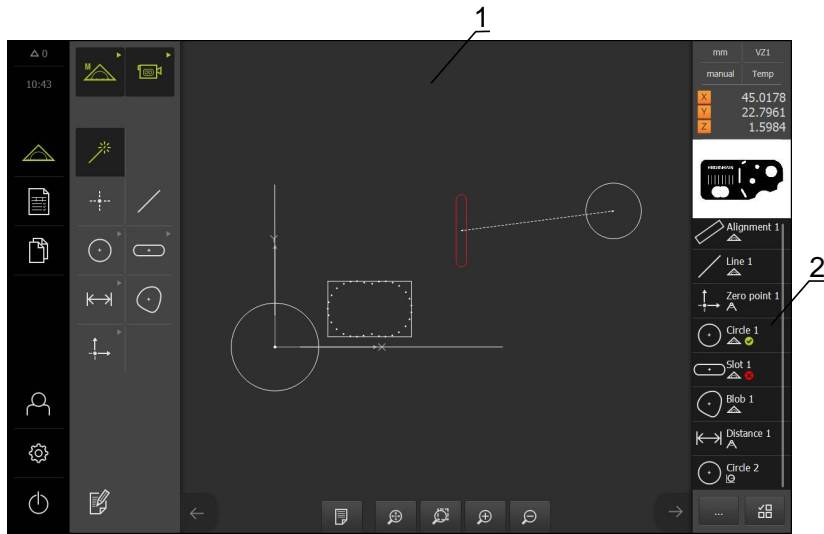 1
△ 0
10:43
M
mm VZ1
manual Temp
X 45.0178
Y 22.7961
Z 1.5984
HEIDENHAIN
Alignment 1
Line 1
2
Zero point 1
Circle 1
Slot 1
Blob 1
Distance 1
Circle 2
Y
X
...